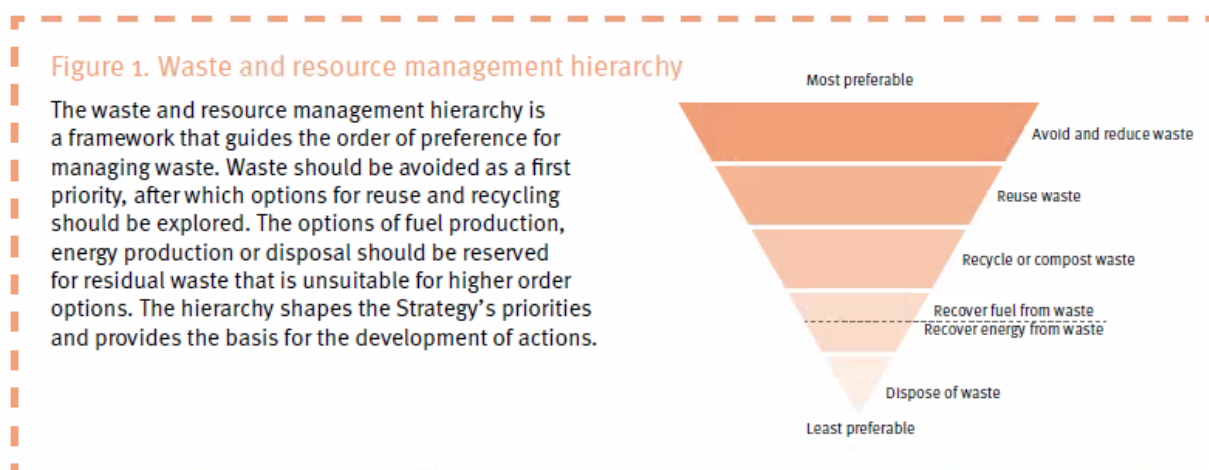 Figure 1. Waste and resource management hierarchy
The waste and resource management hierarchy is
a framework that guides the order of preference for
managing waste. Waste should be avoided as a first
priority, after which options for reuse and recycling
should be explored. The options of fuel production,
energy production or disposal should be reserved
for residual waste that is unsuitable for higher order
options. The hierarchy shapes the Strategy’s priorities
and provides the basis for the development of actions.
Most preferable
Avoid and reduce waste
Reuse waste
Recycle or compost waste
Recover fuel from waste
Recover energy from waste
Dispose of waste
Least preferable